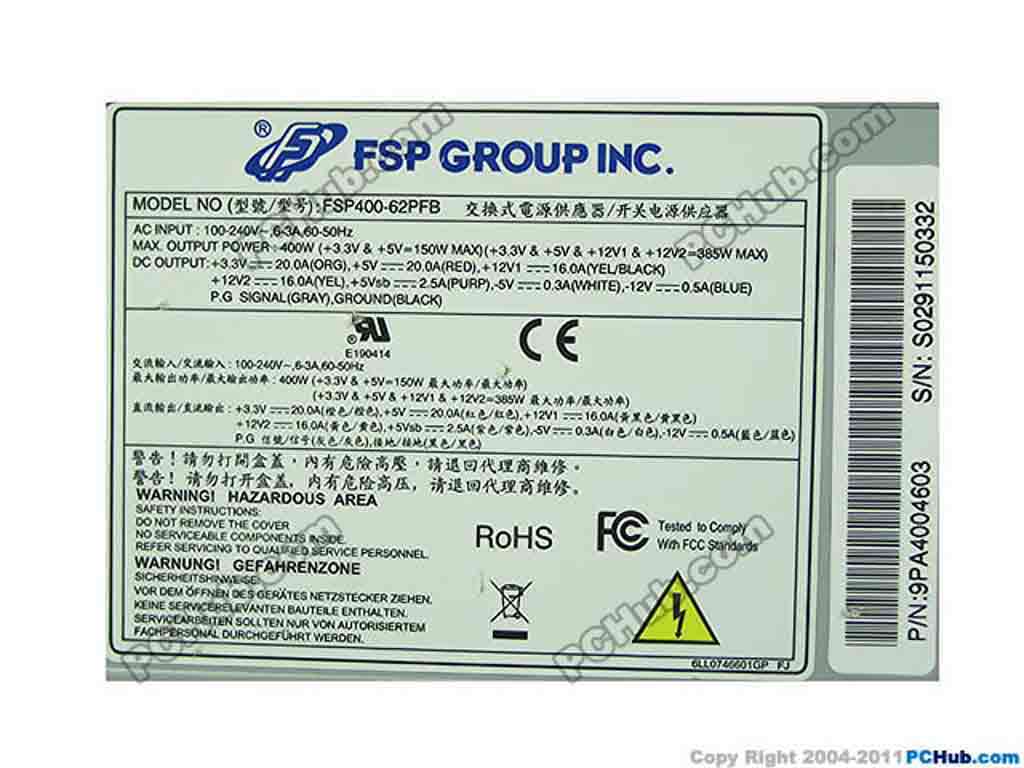 ® FSP GROUP INC.
MODEL NO (型號/型号): FSP400-62PFB 交換式電源供應器/开关电源供应器
AC INPUT : 100-240V~,6-3A,60-50Hz
MAX. OUTPUT POWER : 400W (+3.3V & +5V=150W MAX)(+3.3V & +5V & +12V1 & +12V2=385W MAX)
DC OUTPUT: +3.3V⎓20.0A(ORG),+5V⎓20.0A(RED),+12V1⎓16.0A(YEL/BLACK)
+12V2⎓16.0A(YEL),+5Vsb⎓2.5A(PURP),-5V⎓0.3A(WHITE),-12V⎓0.5A(BLUE)
P.G SIGNAL(GRAY),GROUND(BLACK)
®
E190414
CE
交流輸入/交流输入 : 100-240V~,6-3A,60-50Hz
最大輸出功率/最大输出功率 : 400W (+3.3V & +5V=150W 最大功率/最大功率)
(+3.3V & +5V & +12V1 & +12V2=385W 最大功率/最大功率)
直流輸出/直流输出 : +3.3V⎓20.0A(橙色/橙色),+5V⎓20.0A(紅色/红色),+12V1⎓16.0A(黃黑色/黄黑色)
+12V2⎓16.0A(黃色/黄色),+5Vsb⎓2.5A(紫色/紫色),-5V⎓0.3A(白色/白色),-12V⎓0.5A(藍色/蓝色)
P.G 信號/信号(灰色/灰色),接地/接地(黑色/黑色)
警告！請勿打開盒蓋，內有危險高壓，請退回代理商維修。
警告！请勿打开盒盖，内有危险高压，请退回代理商维修。
WARNING! HAZARDOUS AREA
SAFETY INSTRUCTIONS:
DO NOT REMOVE THE COVER
NO SERVICEABLE COMPONENTS INSIDE.
REFER SERVICING TO QUALIFIED SERVICE PERSONNEL.
WARNUNG! GEFAHRENZONE
SICHERHEITSHINWEISE:
VOR DEM ÖFFNEN DES GERÄTES NETZSTECKER ZIEHEN.
KEINE SERVICERELEVANTEN BAUTEILE ENTHALTEN.
SERVICEARBEITEN SOLLTEN NUR VON AUTORISIERTEM
FACHPERSONAL DURCHGEFÜHRT WERDEN.
RoHS
FC Tested to Comply
With FCC Standards
6LL0746601GP FJ
S/N: S0291150332
P/N:9PA4004603
PCHub.com
PCHub.com
PCHub.com
PCHub.com
Copy Right 2004-2011 PCHub.com